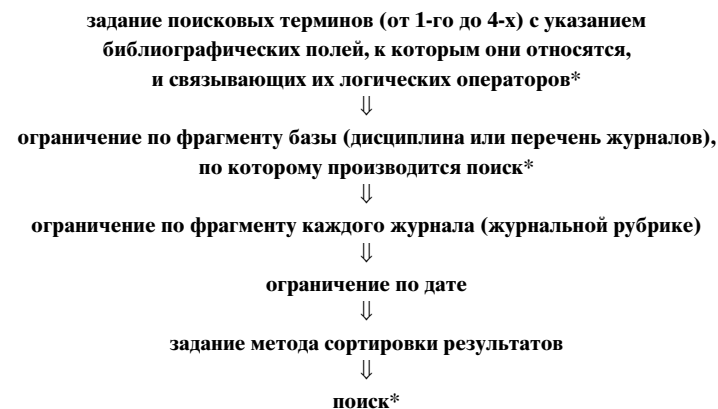 задание поисковых терминов (от 1-го до 4-х) с указанием
библиографических полей, к которым они относятся,
и связывающих их логических операторов*
⇓
ограничение по фрагменту базы (дисциплина или перечень журналов),
по которому производится поиск*
⇓
ограничение по фрагменту каждого журнала (журнальной рубрике)
⇓
ограничение по дате
⇓
задание метода сортировки результатов
⇓
поиск*